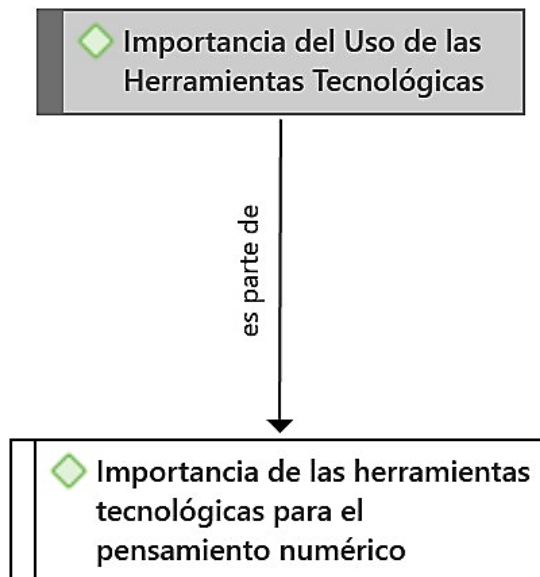 Importancia del Uso de las
Herramientas Tecnológicas
es parte de
Importancia de las herramientas
tecnológicas para el
pensamiento numérico